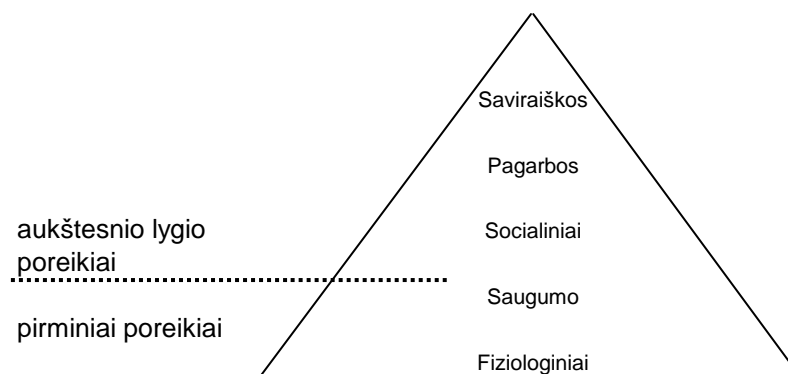 Saviraiškos
Pagarbos
aukštesnio lygio
poreikiai
Socialiniai
Saugumo
pirminiai poreikiai
Fiziologiniai